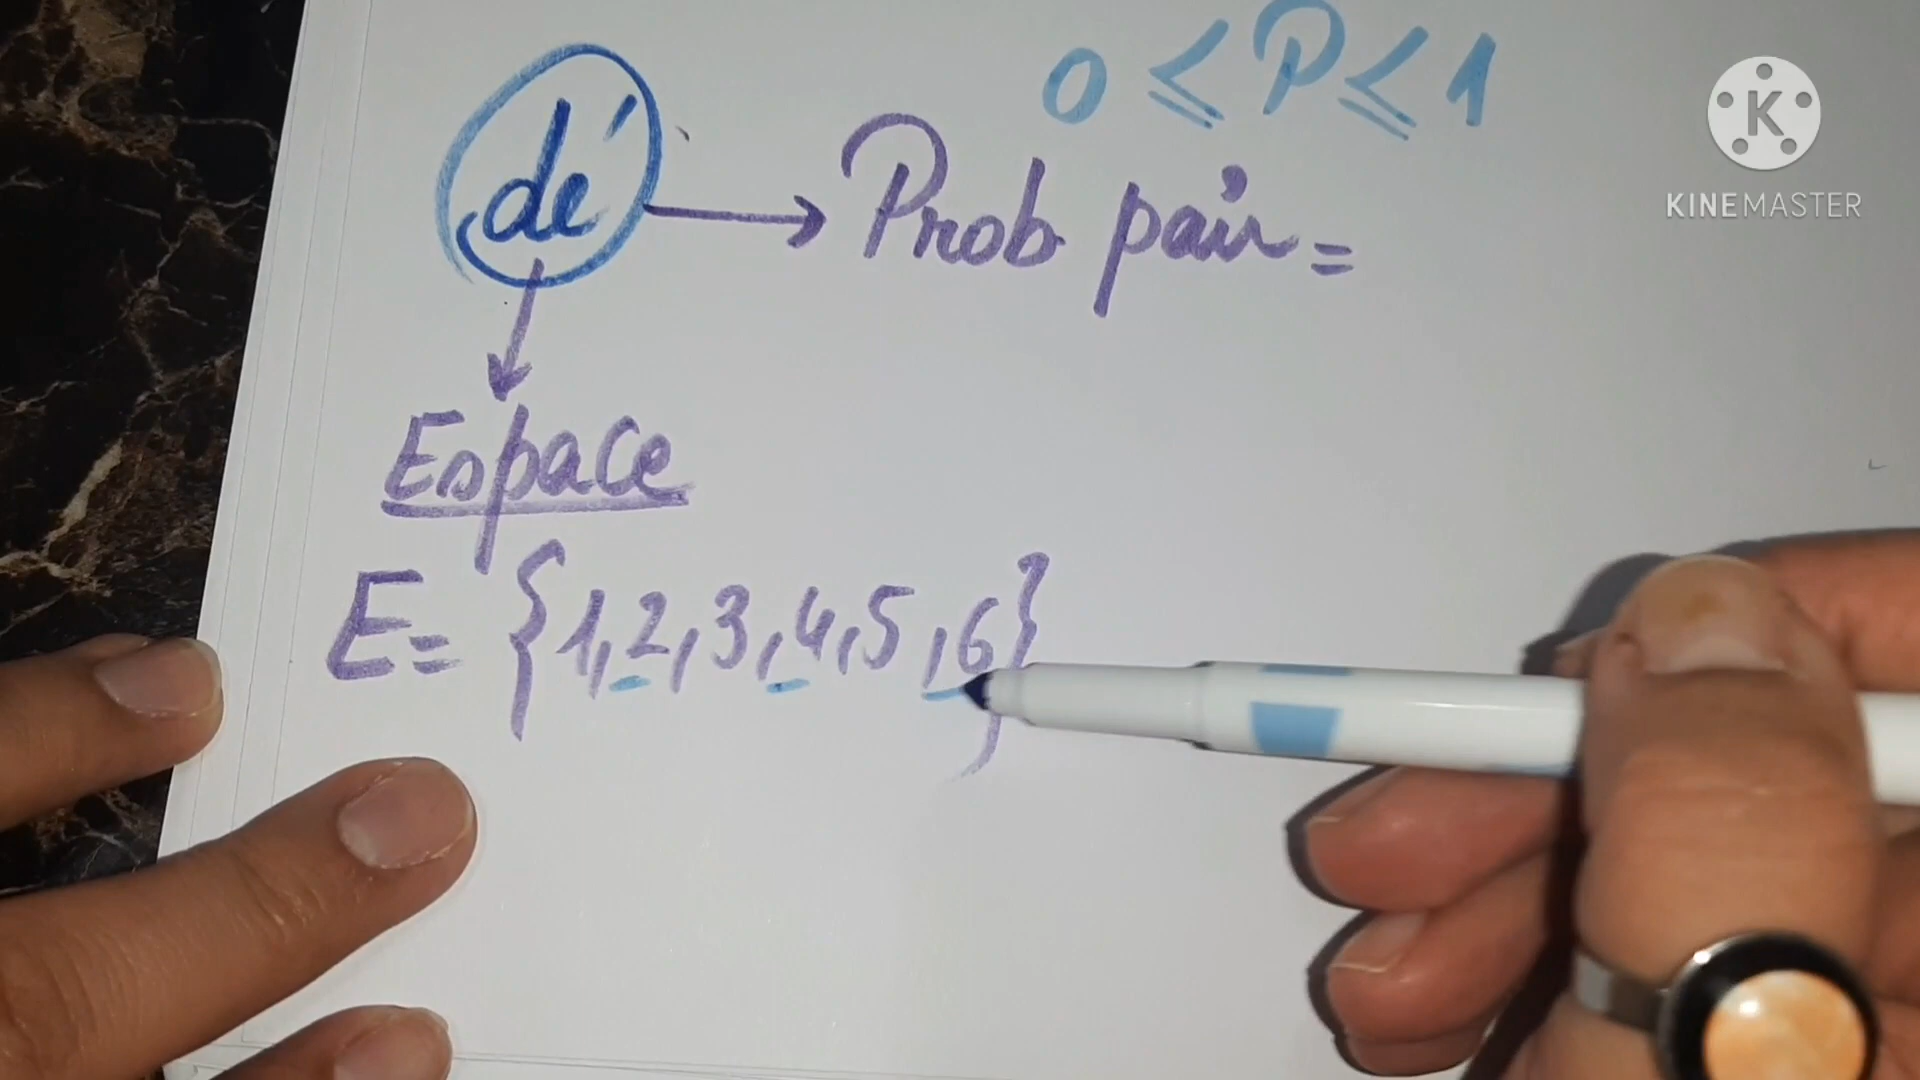 0 ≤ P ≤ 1
K
KINEMASTER
dé → Prob pair =
Espace
E= {1,2,3,4,5,6}